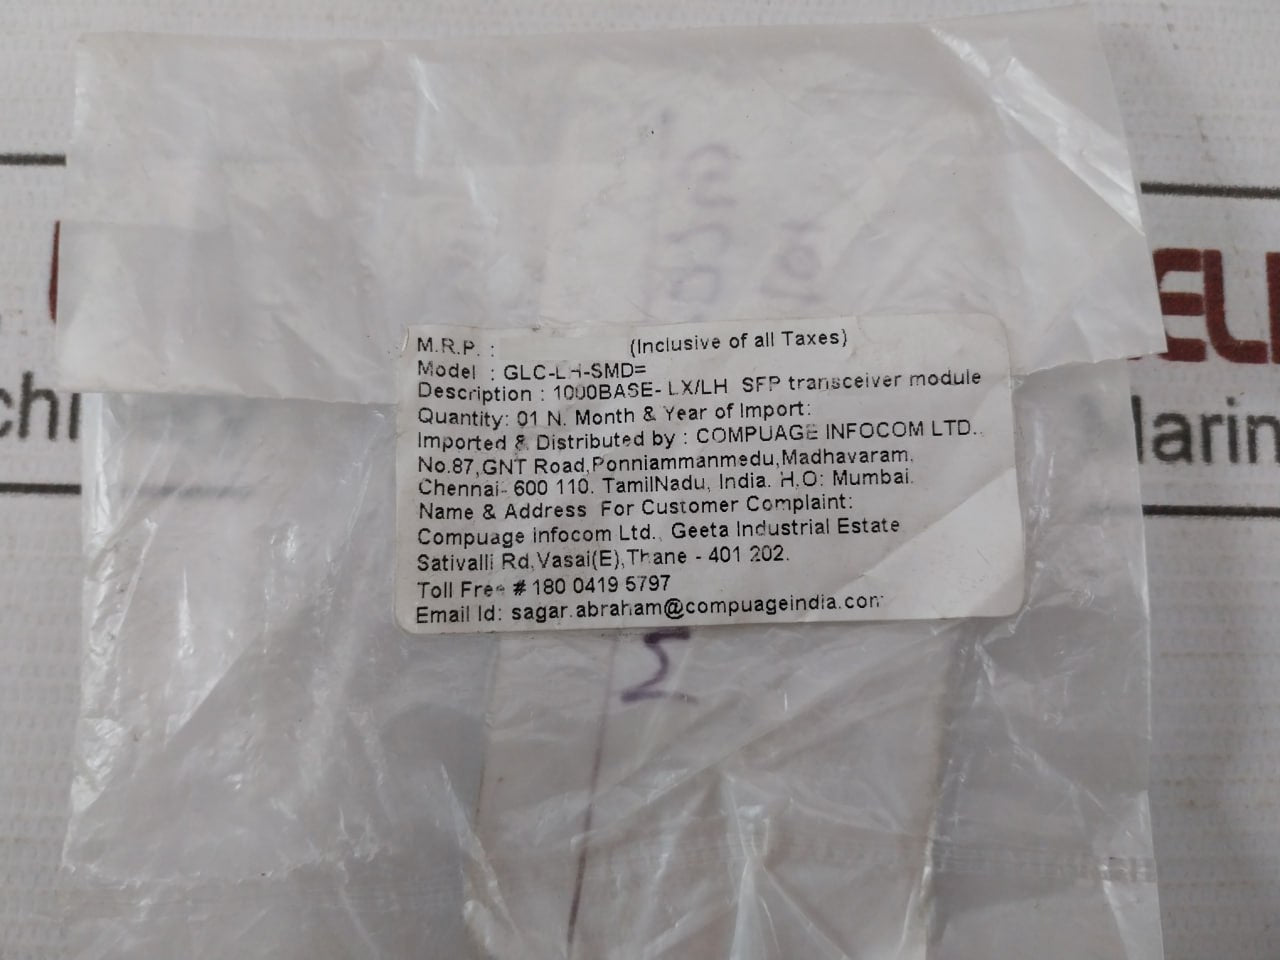 M.R.P. : (Inclusive of all Taxes)
Model : GLC-LH-SMD=
Description : 1000BASE- LX/LH SFP transceiver module
Quantity: 01 N. Month & Year of Import:
Imported & Distributed by : COMPUAGE INFOCOM LTD.,
No.87,GNT Road,Ponniammanmedu,Madhavaram,
Chennai- 600 110. TamilNadu, India. H.O: Mumbai.
Name & Address For Customer Complaint:
Compuage infocom Ltd., Geeta Industrial Estate
Sativalli Rd,Vasai(E),Thane - 401 202.
Toll Free # 180 0419 5797
Email Id: sagar.abraham@compuageindia.com